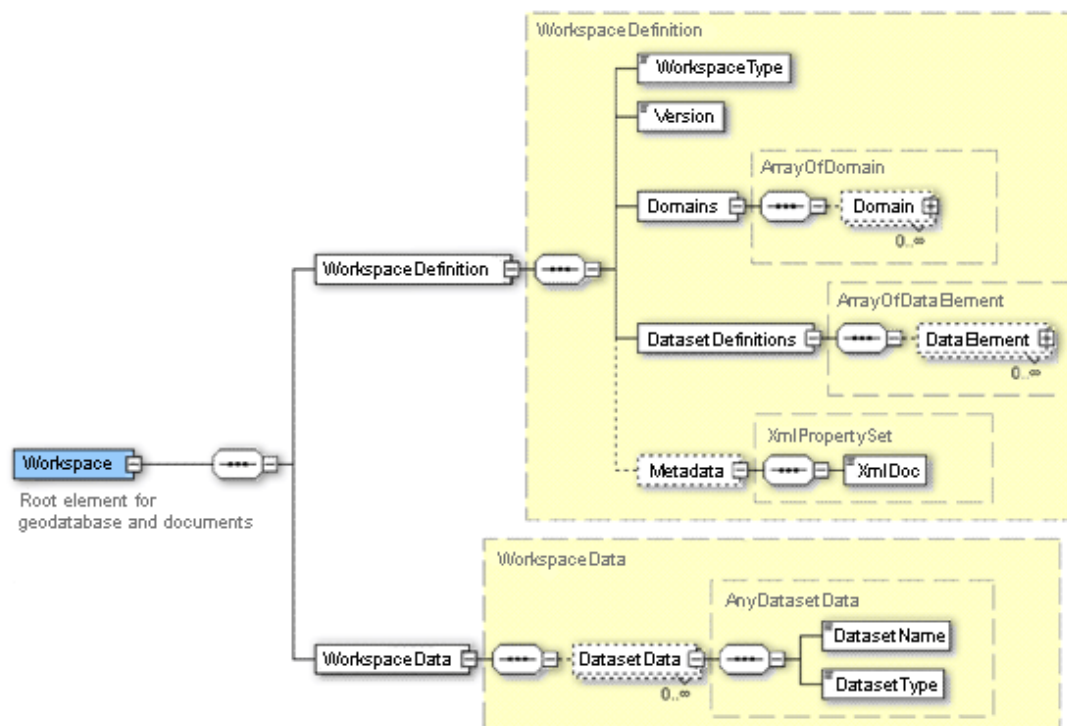 WorkspaceDefinition
WorkspaceType
Version
ArrayOfDomain
Domains
Domain
0..∞
WorkspaceDefinition
ArrayOfDataElement
DatasetDefinitions
DataElement
0..∞
XmlPropertySet
Metadata
XmlDoc
Workspace
Root element for
geodatabase and documents
WorkspaceData
AnyDatasetData
DatasetName
WorkspaceData
DatasetData
0..∞
DatasetType